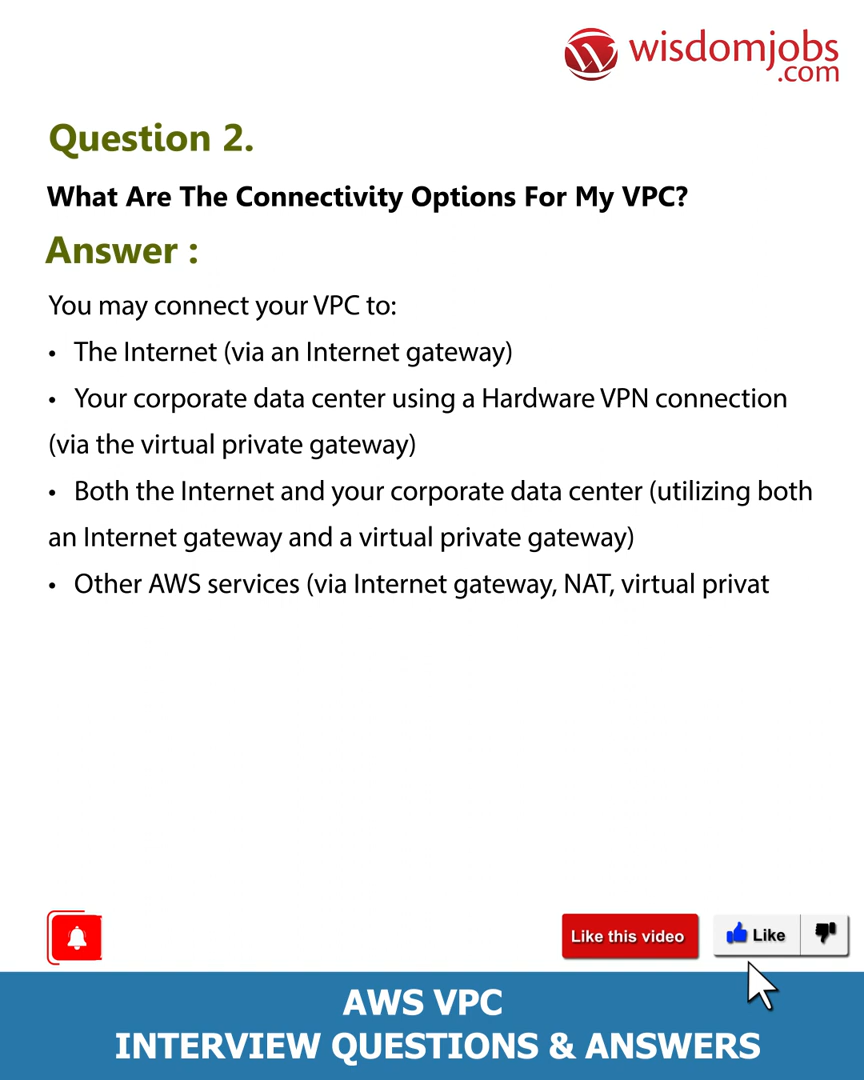 wisdomjobs
.com
Question 2.
What Are The Connectivity Options For My VPC?
Answer :
You may connect your VPC to:
• The Internet (via an Internet gateway)
• Your corporate data center using a Hardware VPN connection
(via the virtual private gateway)
• Both the Internet and your corporate data center (utilizing both
an Internet gateway and a virtual private gateway)
• Other AWS services (via Internet gateway, NAT, virtual privat
Like this video
Like
AWS VPC
INTERVIEW QUESTIONS & ANSWERS